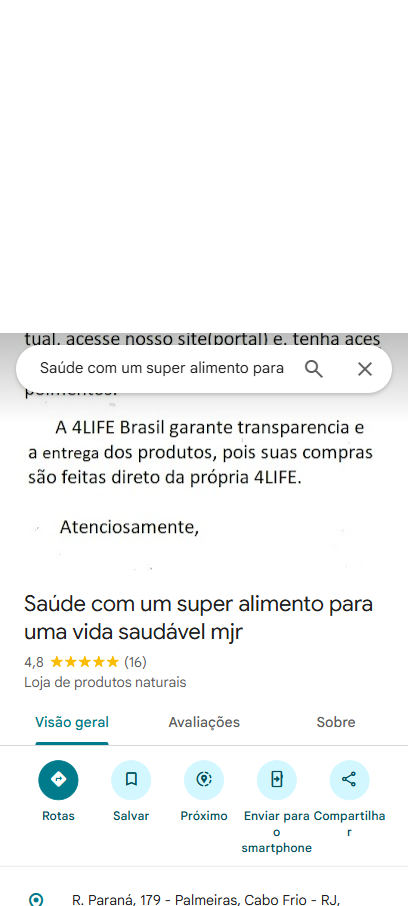 tual, acesse nosso site(portal) e, tenha aces
Saúde com um super alimento para
poimentos.
A 4LIFE Brasil garante transparencia e
a entrega dos produtos, pois suas compras
são feitas direto da própria 4LIFE.
Atenciosamente,
Saúde com um super alimento para
uma vida saudável mjr
4,8 ★★★★★ (16)
Loja de produtos naturais
Visão geral Avaliações Sobre
Rotas Salvar Próximo Enviar para o smartphone Compartilhar
R. Paraná, 179 - Palmeiras, Cabo Frio - RJ,